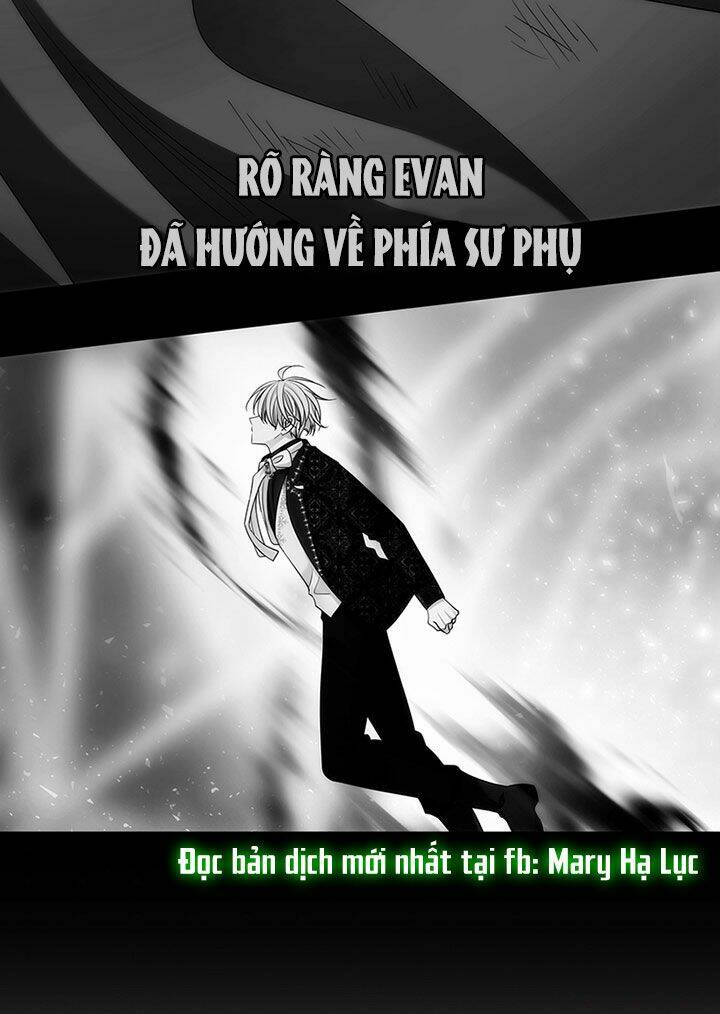 RÕ RÀNG EVAN
ĐÃ HƯỚNG VỀ PHÍA SƯ PHỤ
Đọc bản dịch mới nhất tại fb: Mary Hạ Lục